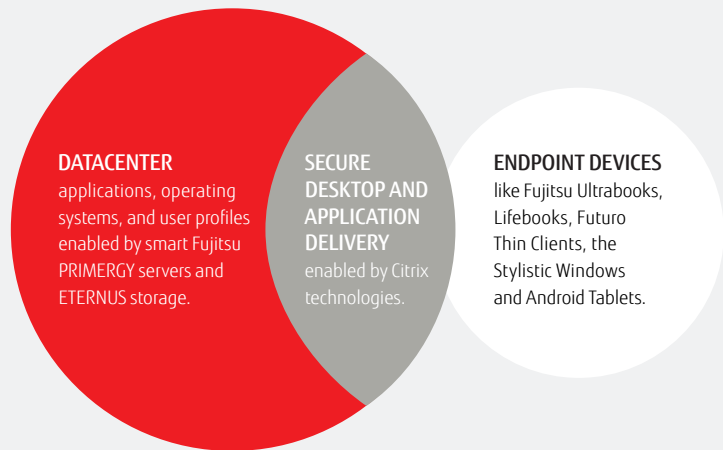 DATACENTER
applications, operating
systems, and user profiles
enabled by smart Fujitsu
PRIMERGY servers and
ETERNUS storage.
SECURE
DESKTOP AND
APPLICATION
DELIVERY
enabled by Citrix
technologies.
ENDPOINT DEVICES
like Fujitsu Ultrabooks,
Lifebooks, Futuro
Thin Clients, the
Stylistic Windows
and Android Tablets.